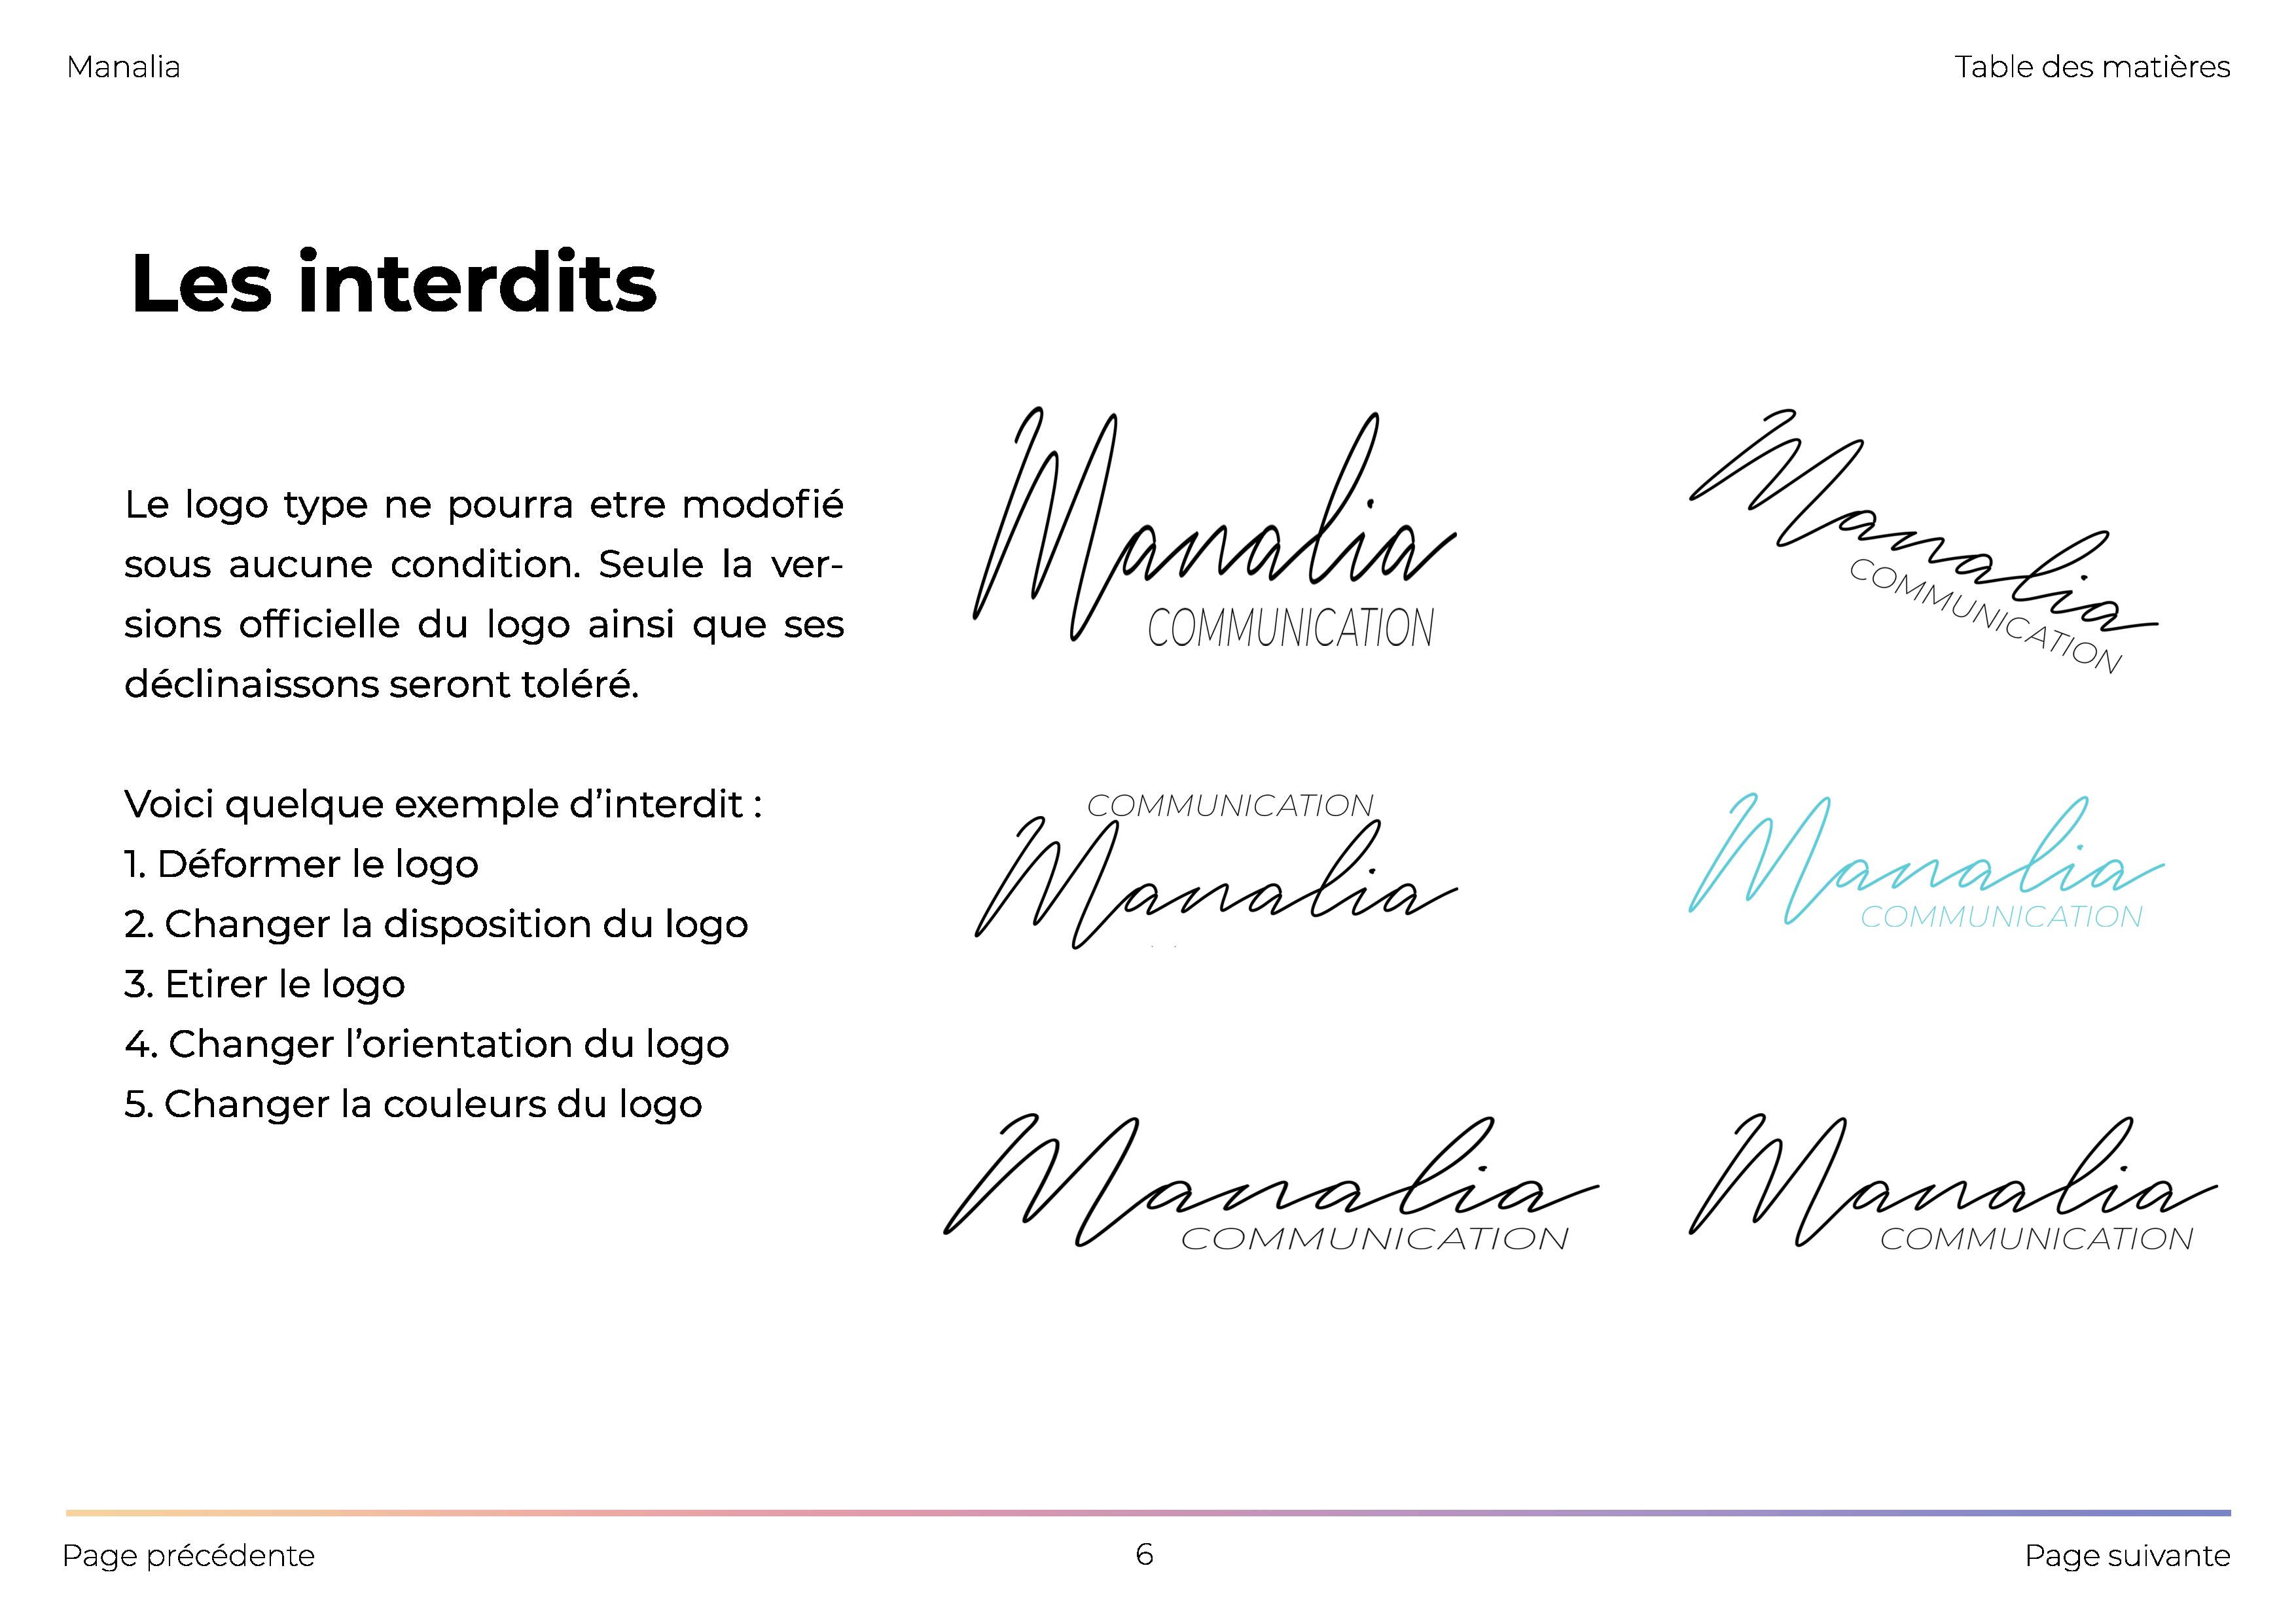 Manalia
Table des matières
Les interdits
Le logo type ne pourra etre modofié
sous aucune condition. Seule la ver-
sions officielle du logo ainsi que ses
déclinaissons seront toléré.
Voici quelque exemple d’interdit :
1. Déformer le logo
2. Changer la disposition du logo
3. Etirer le logo
4. Changer l’orientation du logo
5. Changer la couleurs du logo
Manalia
COMMUNICATION
Manalia
COMMUNICATION
COMMUNICATION
Manalia
Manalia
COMMUNICATION
Manalia
COMMUNICATION
Manalia
COMMUNICATION
Page précédente
6
Page suivante